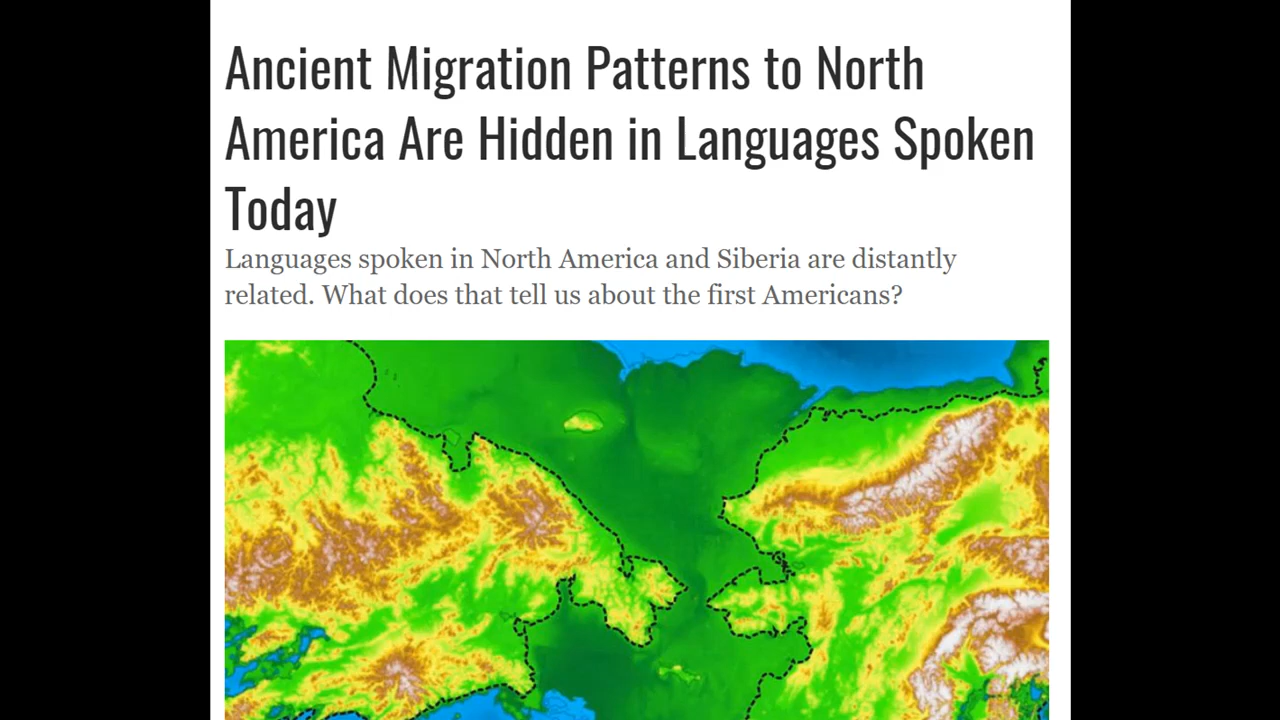 Ancient Migration Patterns to North
America Are Hidden in Languages Spoken
Today
Languages spoken in North America and Siberia are distantly
related. What does that tell us about the first Americans?